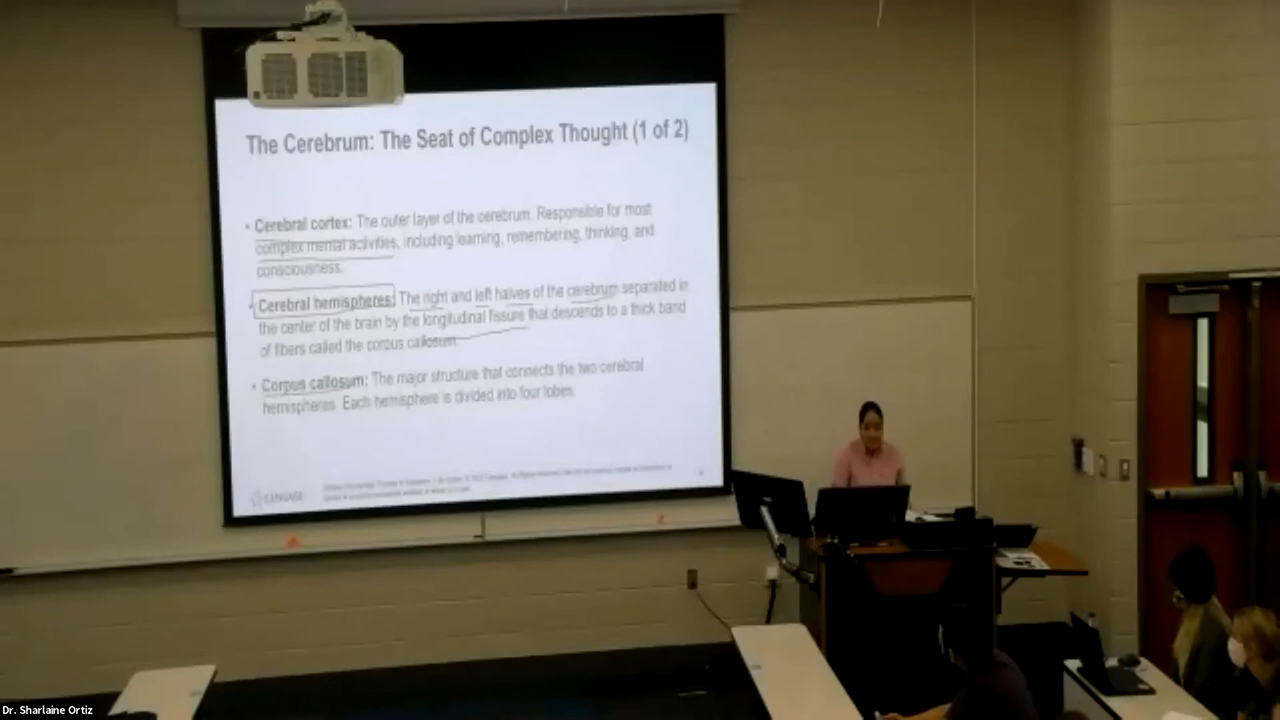 The Cerebrum: The Seat of Complex Thought (1 of 2)
• Cerebral cortex: The outer layer of the cerebrum. Responsible for most
complex mental activities, including learning, remembering, thinking, and
consciousness.
• Cerebral hemispheres: The right and left halves of the cerebrum separated in
the center of the brain by the longitudinal fissure that descends to a thick band
of fibers called the corpus callosum.
• Corpus callosum: The major structure that connects the two cerebral
hemispheres. Each hemisphere is divided into four lobes.
CENGAGE
Dr. Sharlaine Ortiz